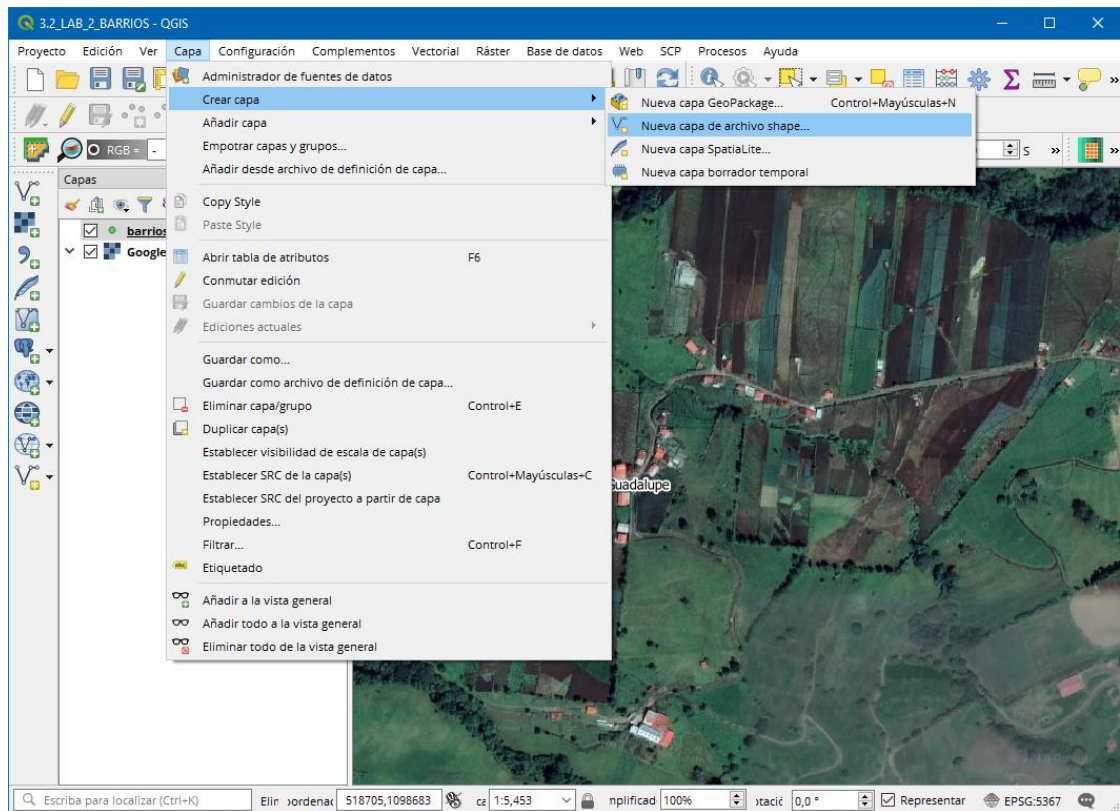 3.2_LAB_2_BARRIOS - QGIS
Proyecto Edición Ver Capa Configuración Complementos Vectorial Ráster Base de datos Web SCP Procesos Ayuda
Administrador de fuentes de datos
Crear capa
Añadir capa
Empotrar capas y grupos...
Añadir desde archivo de definición de capa...
Copy Style
Paste Style
Abrir tabla de atributos F6
Conmutar edición
Guardar cambios de la capa
Ediciones actuales
Guardar como...
Guardar como archivo de definición de capa...
Eliminar capa/grupo Control+E
Duplicar capa(s)
Establecer visibilidad de escala de capa(s)
Establecer SRC de la capa(s) Control+Mayúsculas+C
Establecer SRC del proyecto a partir de capa
Propiedades...
Filtrar... Control+F
Etiquetado
Añadir a la vista general
Añadir todo a la vista general
Eliminar todo de la vista general
Nueva capa GeoPackage... Control+Mayúsculas+N
Nueva capa de archivo shape...
Nueva capa SpatiaLite...
Nueva capa borrador temporal
RGB = -
S
Capas
barrios
Google
Guadalupe
Escriba para localizar (Ctrl+K) Elin ordenac 518705,1098683 ca 1:5,453 nplificad 100% otació 0,0 ° Representar EPSG:5367